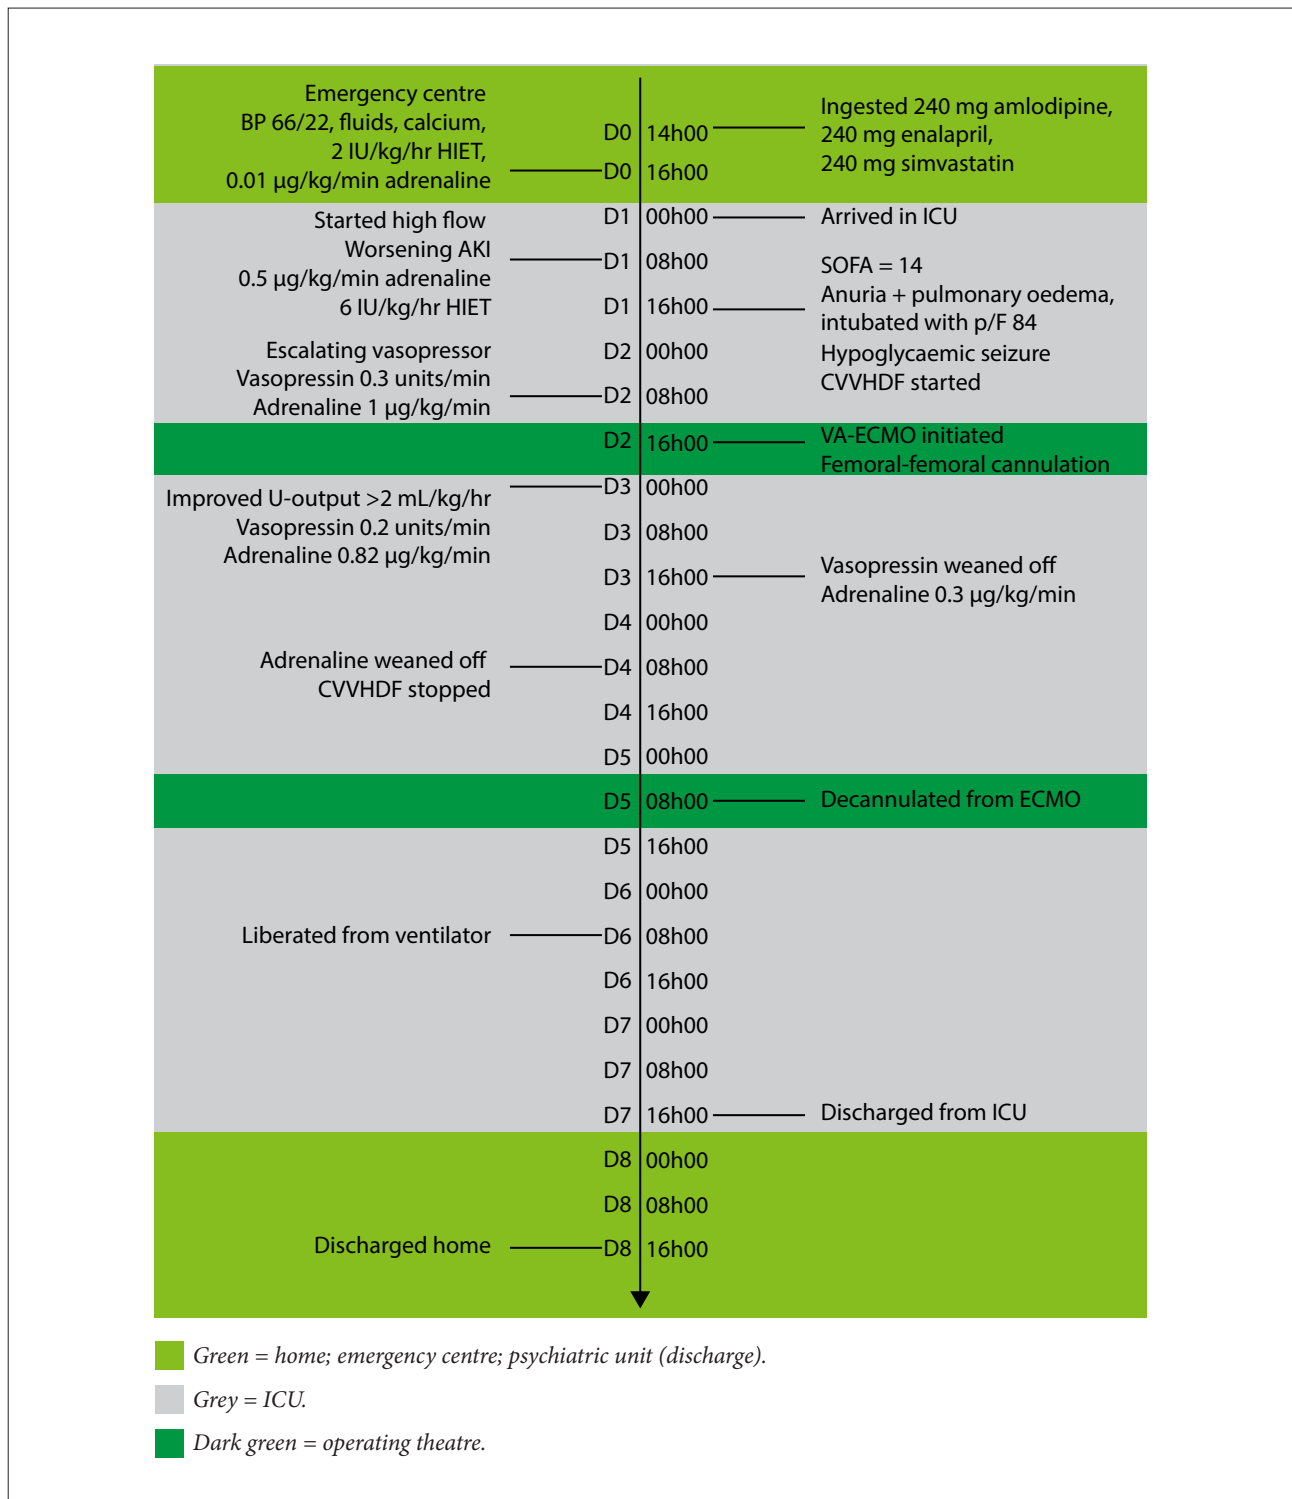 Emergency centre
BP 66/22, fluids, calcium,
2 IU/kg/hr HIET,
0.01 µg/kg/min adrenaline
D0 14h00
Ingested 240 mg amlodipine,
240 mg enalapril,
240 mg simvastatin
D0 16h00
D1 00h00 Arrived in ICU
Started high flow
Worsening AKI
0.5 µg/kg/min adrenaline
6 IU/kg/hr HIET
D1 08h00
D1 16h00
SOFA = 14
Anuria + pulmonary oedema,
intubated with p/F 84
Escalating vasopressor
Vasopressin 0.3 units/min
Adrenaline 1 µg/kg/min
D2 00h00
D2 08h00
Hypoglycaemic seizure
CVVHDF started
D2 16h00
VA-ECMO initiated
Femoral-femoral cannulation
D3 00h00
Improved U-output >2 mL/kg/hr
Vasopressin 0.2 units/min
Adrenaline 0.82 µg/kg/min
D3 08h00
D3 16h00
Vasopressin weaned off
Adrenaline 0.3 µg/kg/min
D4 00h00
Adrenaline weaned off
CVVHDF stopped
D4 08h00
D4 16h00
D5 00h00
D5 08h00 Decannulated from ECMO
D5 16h00
D6 00h00
Liberated from ventilator D6 08h00
D6 16h00
D7 00h00
D7 08h00
D7 16h00 Discharged from ICU
D8 00h00
D8 08h00
Discharged home D8 16h00
Green = home; emergency centre; psychiatric unit (discharge).
Grey = ICU.
Dark green = operating theatre.